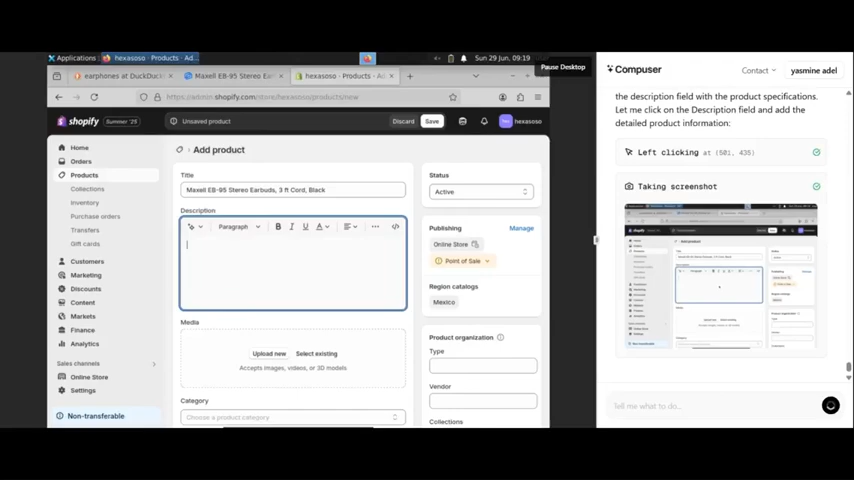 Applications
hexasoso · Products · Ad...
Sun 29 Jun, 09:19
Pause Desktop
earphones at DuckDuc
Maxell EB-95 Stereo Ear
hexasoso · Products · Ad
https://admin.shopify.com/store/hexasoso/products/new
shopify
Summer '25
Unsaved product
Discard
Save
hexasoso
Home
Orders
Products
Collections
Inventory
Purchase orders
Transfers
Gift cards
Customers
Marketing
Discounts
Content
Markets
Finance
Analytics
Sales channels
Online Store
Settings
Non-transferable
Add product
Title
Maxell EB-95 Stereo Earbuds, 3 ft Cord, Black
Description
Paragraph
B I U A
Media
Upload new
Select existing
Accepts images, videos, or 3D models
Category
Choose a product category
Status
Active
Publishing
Manage
Online Store
Point of Sale
Region catalogs
Mexico
Product organization
Type
Vendor
Collections
Compuser
Contact
yasmine adel
the description field with the product specifications.
Let me click on the Description field and add the
detailed product information:
Left clicking at (501, 435)
Taking screenshot
Tell me what to do...